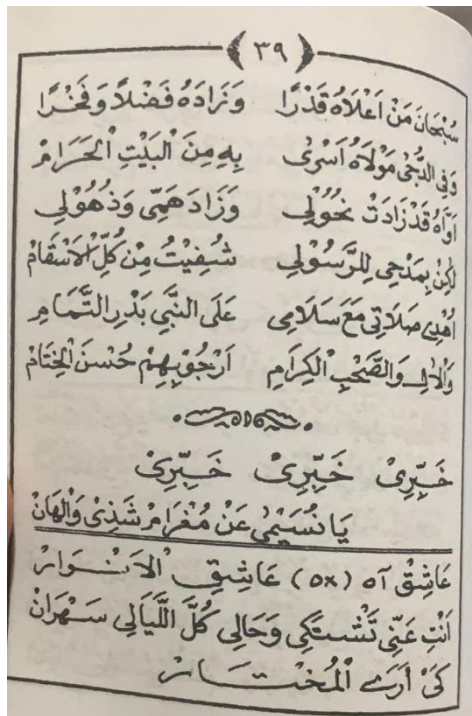 ﴿ ٣٩ ﴾
سُبْحَانَ مَنْ اَعْلَاهُ قَدْرًا وَزَادَهُ فَضْلًا وَفَخْرًا
وَفِي الدُّجٰى مَوْلَاهُ اَسْرٰى بِهِ مِنَ الْبَيْتِ الْحَرَامْ
اَوَّاهُ قَدْ زَادَتْ نُحُوْلِى وَزَادَ هَمِّى وَذُهُوْلِى
لٰكِنْ بِمَدْحِى لِلرَّسُوْلِى شُفِيْتُ مِنْ كُلِّ الْاَسْقَامْ
اُهْدِى صَلَاتِى مَعَ سَلَامِى عَلَى النَّبِي بَدْرِ التَّمَامِ
وَالْاٰلِ وَالصَّحْبِ الْكِرَامِ اَرْجُوْ بِهِمْ حُسْنَ الْخِتَامْ
خَبِّرِىْ خَبِّرِىْ خَبِّرِىْ
يَا نُسَيْمِى عَنْ مُغْرَامْ شَذِىْ وَالْهَانْ
عَاشِقْ آه (٥x) عَاشِقِ الْاَنْوَارْ
اَنْتِ عَنِّى تَشْتَكِى وَحَالِى كُلَّ اللَّيَالِى سَهْرَانْ
كَىْ اَرَى الْمُخْتَارْ